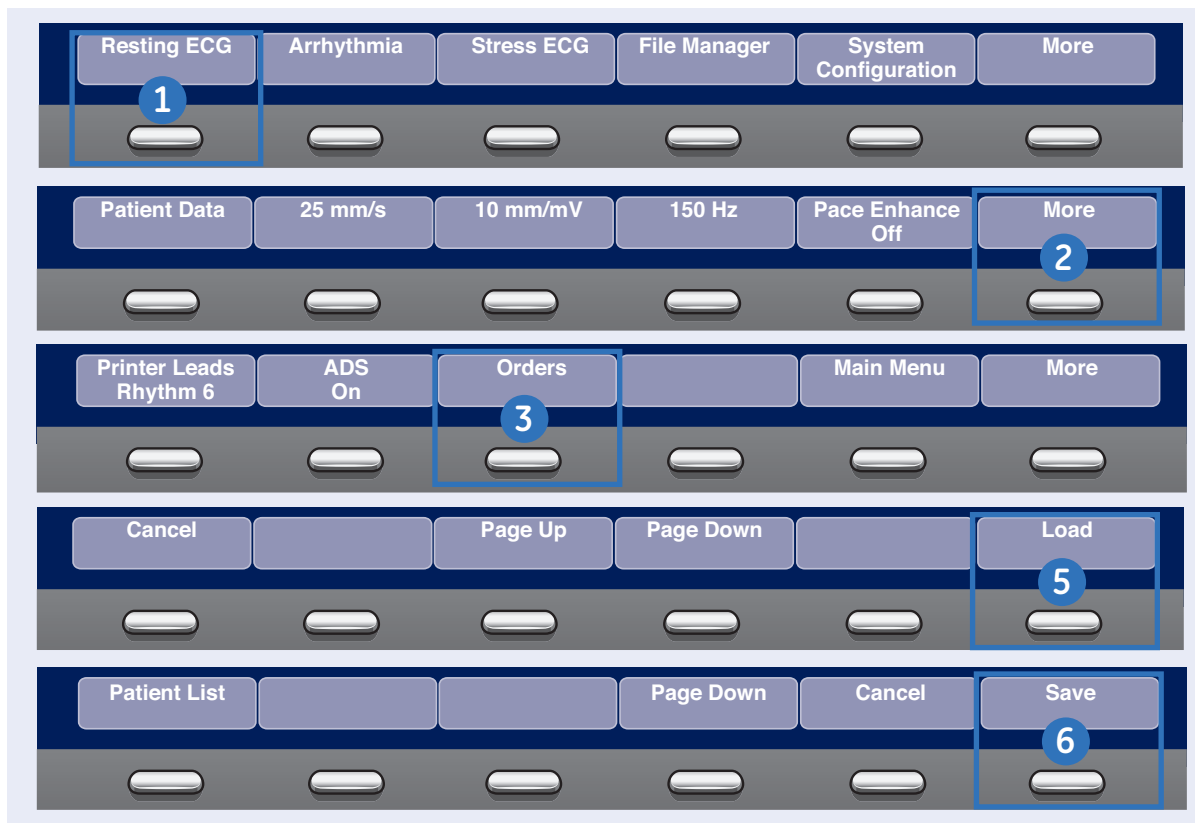 Resting ECG Arrhythmia Stress ECG File Manager System More
Configuration
1
Patient Data 25 mm/s 10 mm/mV 150 Hz Pace Enhance More
Off
2
Printer Leads ADS Orders Main Menu More
Rhythm 6 On
3
Cancel Page Up Page Down Load
5
Patient List Page Down Cancel Save
6